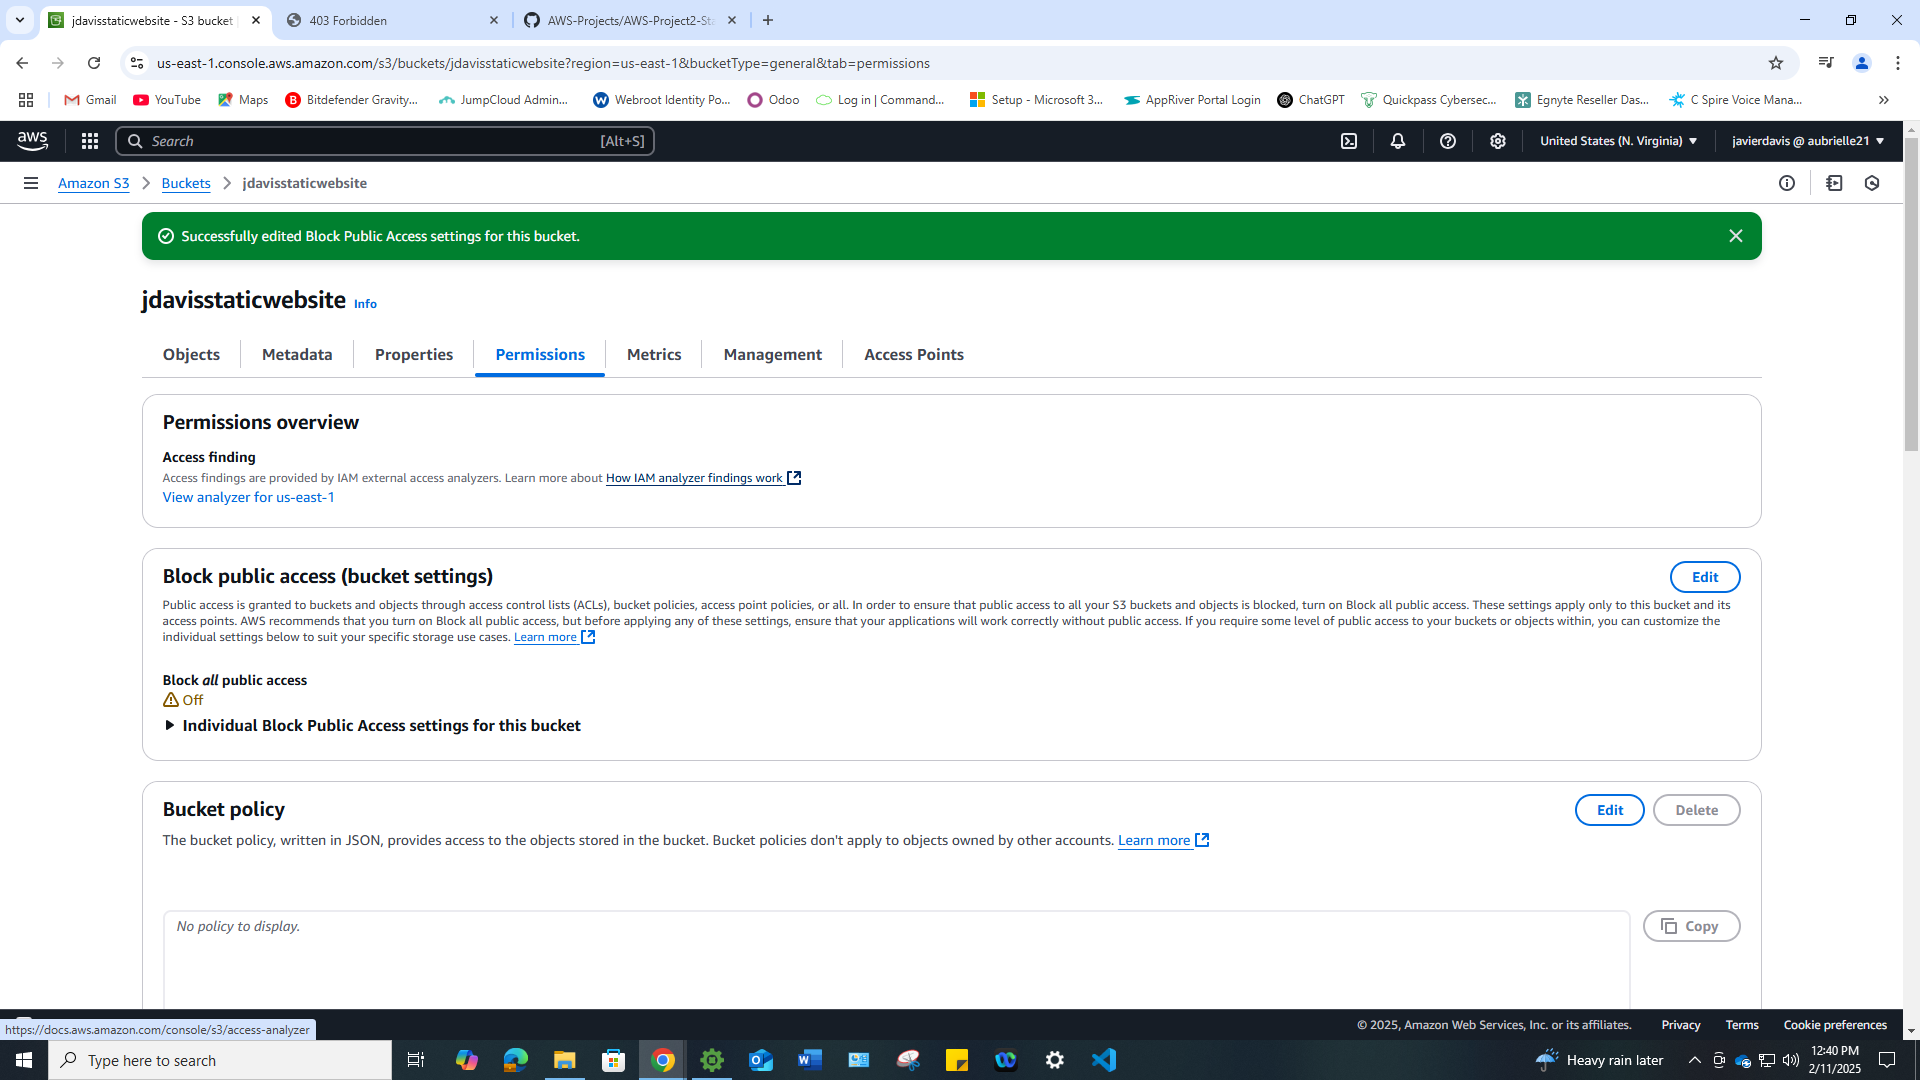 jdavisstaticwebsite - S3 bucket
403 Forbidden
AWS-Projects/AWS-Project2-Sta
us-east-1.console.aws.amazon.com/s3/buckets/jdavisstaticwebsite?region=us-east-1&bucketType=general&tab=permissions
Gmail YouTube Maps Bitdefender Gravity... JumpCloud Admin... Webroot Identity Po... Odoo Log in | Command... Setup - Microsoft 3... AppRiver Portal Login ChatGPT Quickpass Cybersec... Egnyte Reseller Das... C Spire Voice Mana...
aws Search [Alt+S] United States (N. Virginia) javierdavis @ aubrielle21
Amazon S3 Buckets jdavisstaticwebsite
Successfully edited Block Public Access settings for this bucket.
jdavisstaticwebsite Info
Objects Metadata Properties Permissions Metrics Management Access Points
Permissions overview
Access finding
Access findings are provided by IAM external access analyzers. Learn more about How IAM analyzer findings work
View analyzer for us-east-1
Block public access (bucket settings) Edit
Public access is granted to buckets and objects through access control lists (ACLs), bucket policies, access point policies, or all. In order to ensure that public access to all your S3 buckets and objects is blocked, turn on Block all public access. These settings apply only to this bucket and its
access points. AWS recommends that you turn on Block all public access, but before applying any of these settings, ensure that your applications will work correctly without public access. If you require some level of public access to your buckets or objects within, you can customize the
individual settings below to suit your specific storage use cases. Learn more
Block all public access
Off
Individual Block Public Access settings for this bucket
Bucket policy Edit Delete
The bucket policy, written in JSON, provides access to the objects stored in the bucket. Bucket policies don't apply to objects owned by other accounts. Learn more
No policy to display. Copy
https://docs.aws.amazon.com/console/s3/access-analyzer
© 2025, Amazon Web Services, Inc. or its affiliates. Privacy Terms Cookie preferences
Type here to search
Heavy rain later
12:40 PM
2/11/2025